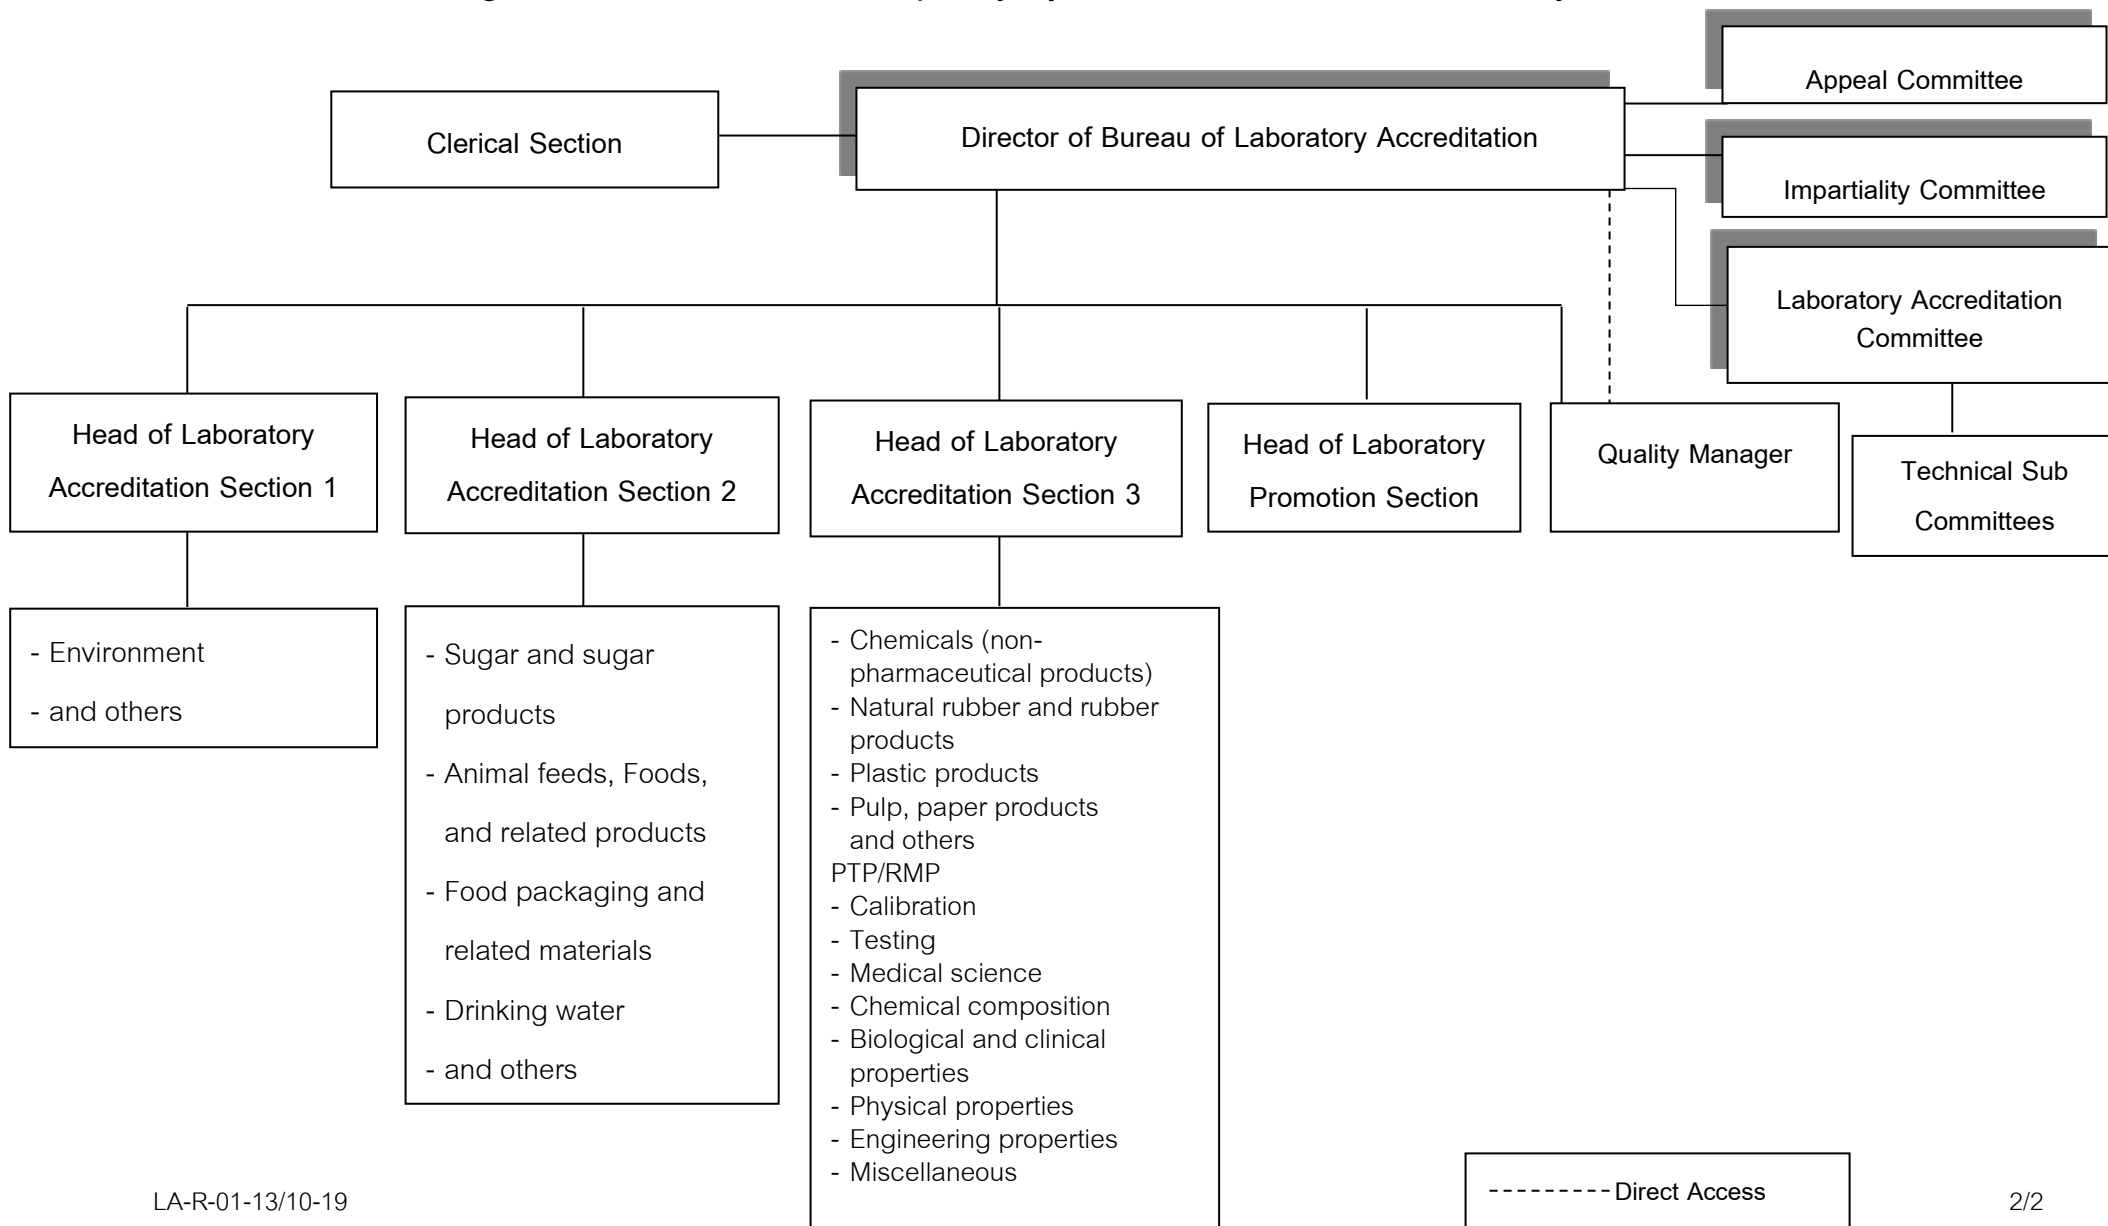 Appeal Committee
Clerical Section
Director of Bureau of Laboratory Accreditation
Impartiality Committee
Laboratory Accreditation
Committee
Head of Laboratory
Accreditation Section 1
Head of Laboratory
Accreditation Section 2
Head of Laboratory
Accreditation Section 3
Head of Laboratory
Promotion Section
Quality Manager
Technical Sub
Committees
- Environment
- and others
- Sugar and sugar
products
- Animal feeds, Foods,
and related products
- Food packaging and
related materials
- Drinking water
- and others
- Chemicals (non-
pharmaceutical products)
- Natural rubber and rubber
products
- Plastic products
- Pulp, paper products
and others
PTP/RMP
- Calibration
- Testing
- Medical science
- Chemical composition
- Biological and clinical
properties
- Physical properties
- Engineering properties
- Miscellaneous
Direct Access
LA-R-01-13/10-19
2/2